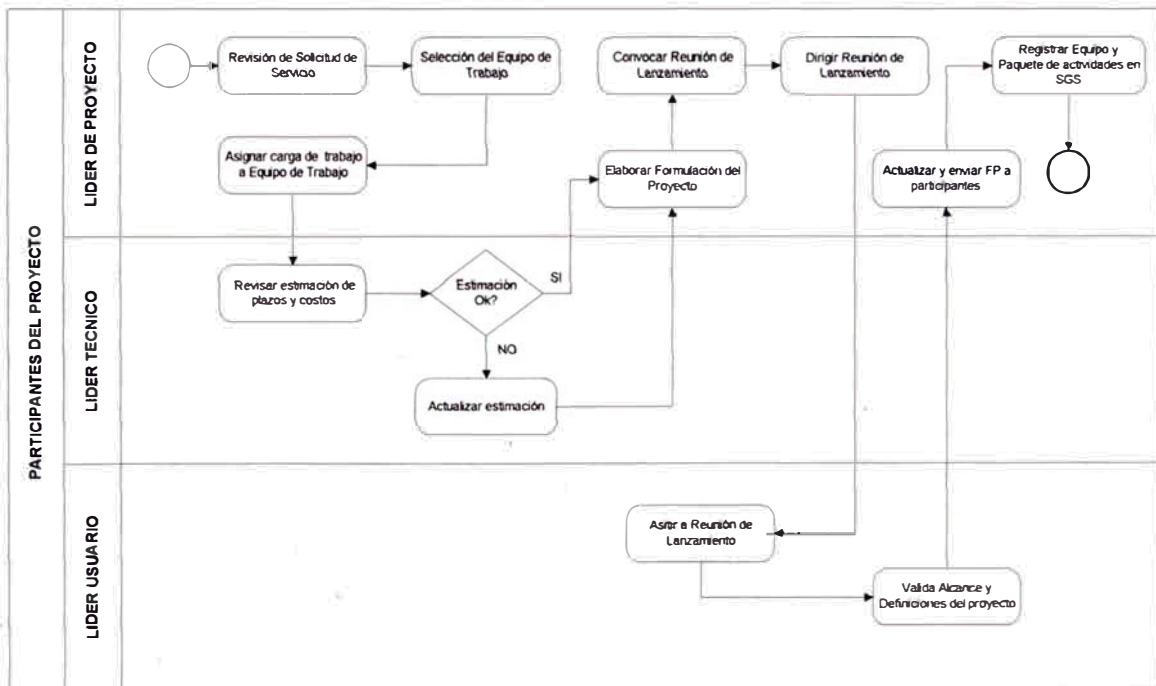 PARTICIPANTES DEL PROYECTO
LIDER DE PROYECTO
Revisión de Solicitud de
Servicio
Selección del Equipo de
Trabajo
Convocar Reunión de
Lanzamiento
Dirigir Reunión de
Lanzamiento
Registrar Equipo y
Paquete de actividades en
SGS
Asignar carga de trabajo
a Equipo de Trabajo
Elaborar Formulación del
Proyecto
Actualizar y enviar FP a
participantes
LIDER TECNICO
Revisar estimación de
plazos y costos
Estimación
Ok?
SI
NO
Actualizar estimación
LIDER USUARIO
Asitir a Reunión de
Lanzamiento
Valida Alcance y
Definiciones del proyecto